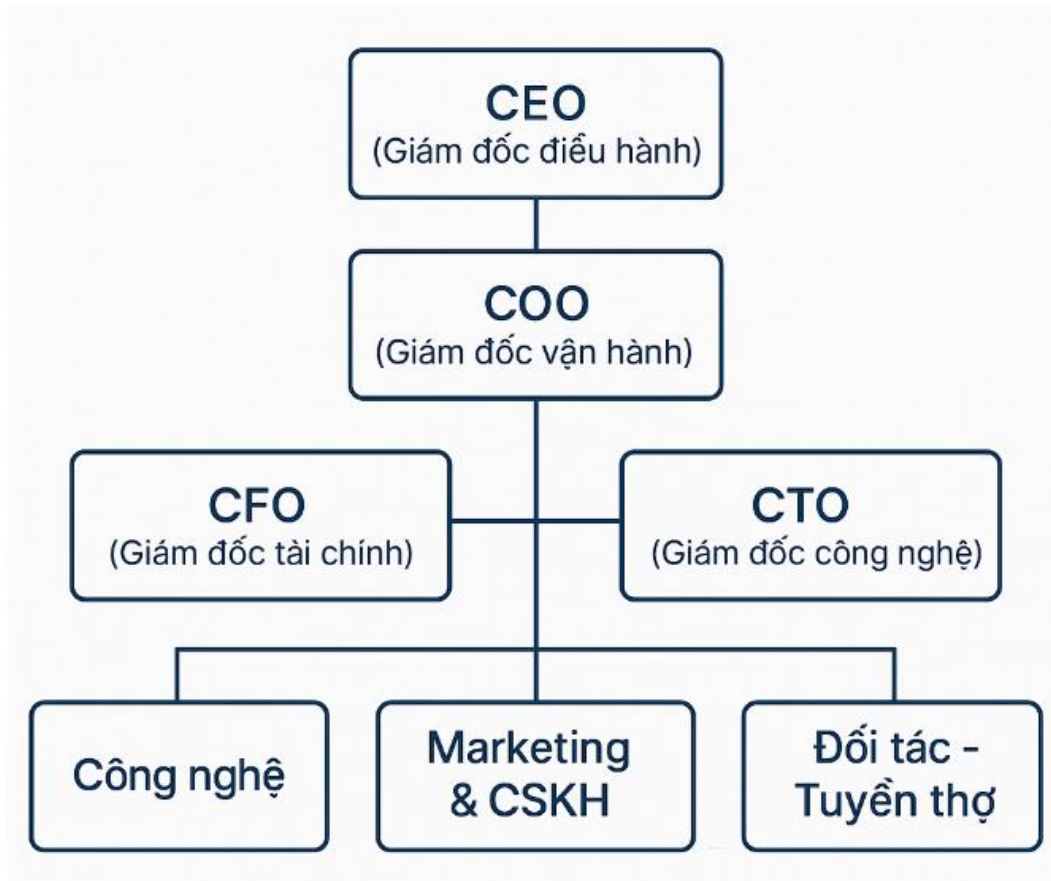 CEO
(Giám đốc điều hành)
COO
(Giám đốc vận hành)
CFO
(Giám đốc tài chính)
CTO
(Giám đốc công nghệ)
Công nghệ
Marketing
& CSKH
Đối tác -
Tuyền thợ